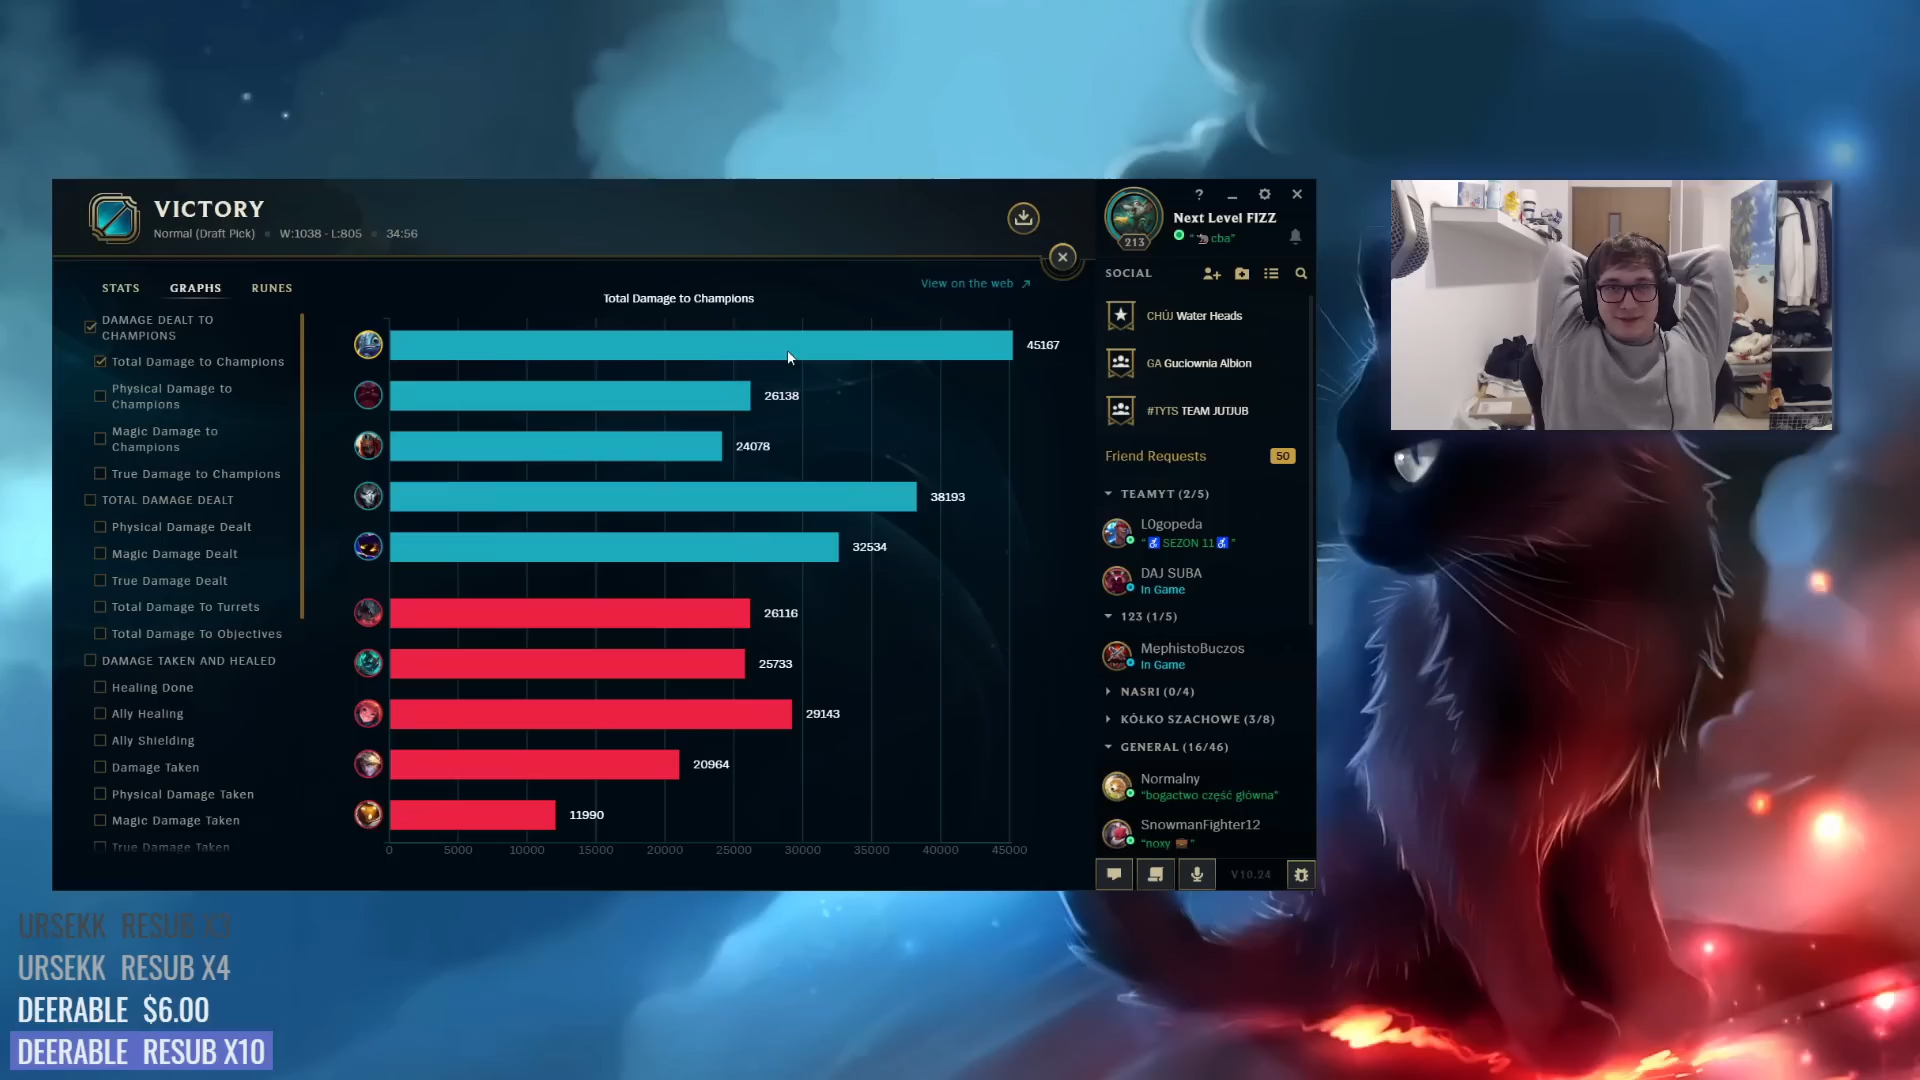 VICTORY
Normal (Draft Pick) • W:1038 - L:805 • 34:56
STATS GRAPHS RUNES
View on the web
DAMAGE DEALT TO
CHAMPIONS
Total Damage to Champions
Physical Damage to
Champions
Magic Damage to
Champions
True Damage to Champions
TOTAL DAMAGE DEALT
Physical Damage Dealt
Magic Damage Dealt
True Damage Dealt
Total Damage To Turrets
Total Damage To Objectives
DAMAGE TAKEN AND HEALED
Healing Done
Ally Healing
Ally Shielding
Damage Taken
Physical Damage Taken
Magic Damage Taken
True Damage Taken
Total Damage to Champions
45167
26138
24078
38193
32534
26116
25733
29143
20964
11990
0 5000 10000 15000 20000 25000 30000 35000 40000 45000
?
Next Level FIZZ
213
" cba"
SOCIAL
CHÚJ Water Heads
GA Guciownia Albion
#TYTS TEAM JUTJUB
Friend Requests 50
TEAMYT (2/5)
L0gopeda
"♿ SEZON 11♿"
DAJ SUBA
In Game
123 (1/5)
MephistoBuczos
In Game
NASRI (0/4)
KÓŁKO SZACHOWE (3/8)
GENERAL (16/46)
Normalny
"bogactwo część główna"
SnowmanFighter12
"noxy 💼"
V10.24
URSEKK RESUB X3
URSEKK RESUB X4
DEERABLE $6.00
DEERABLE RESUB X10